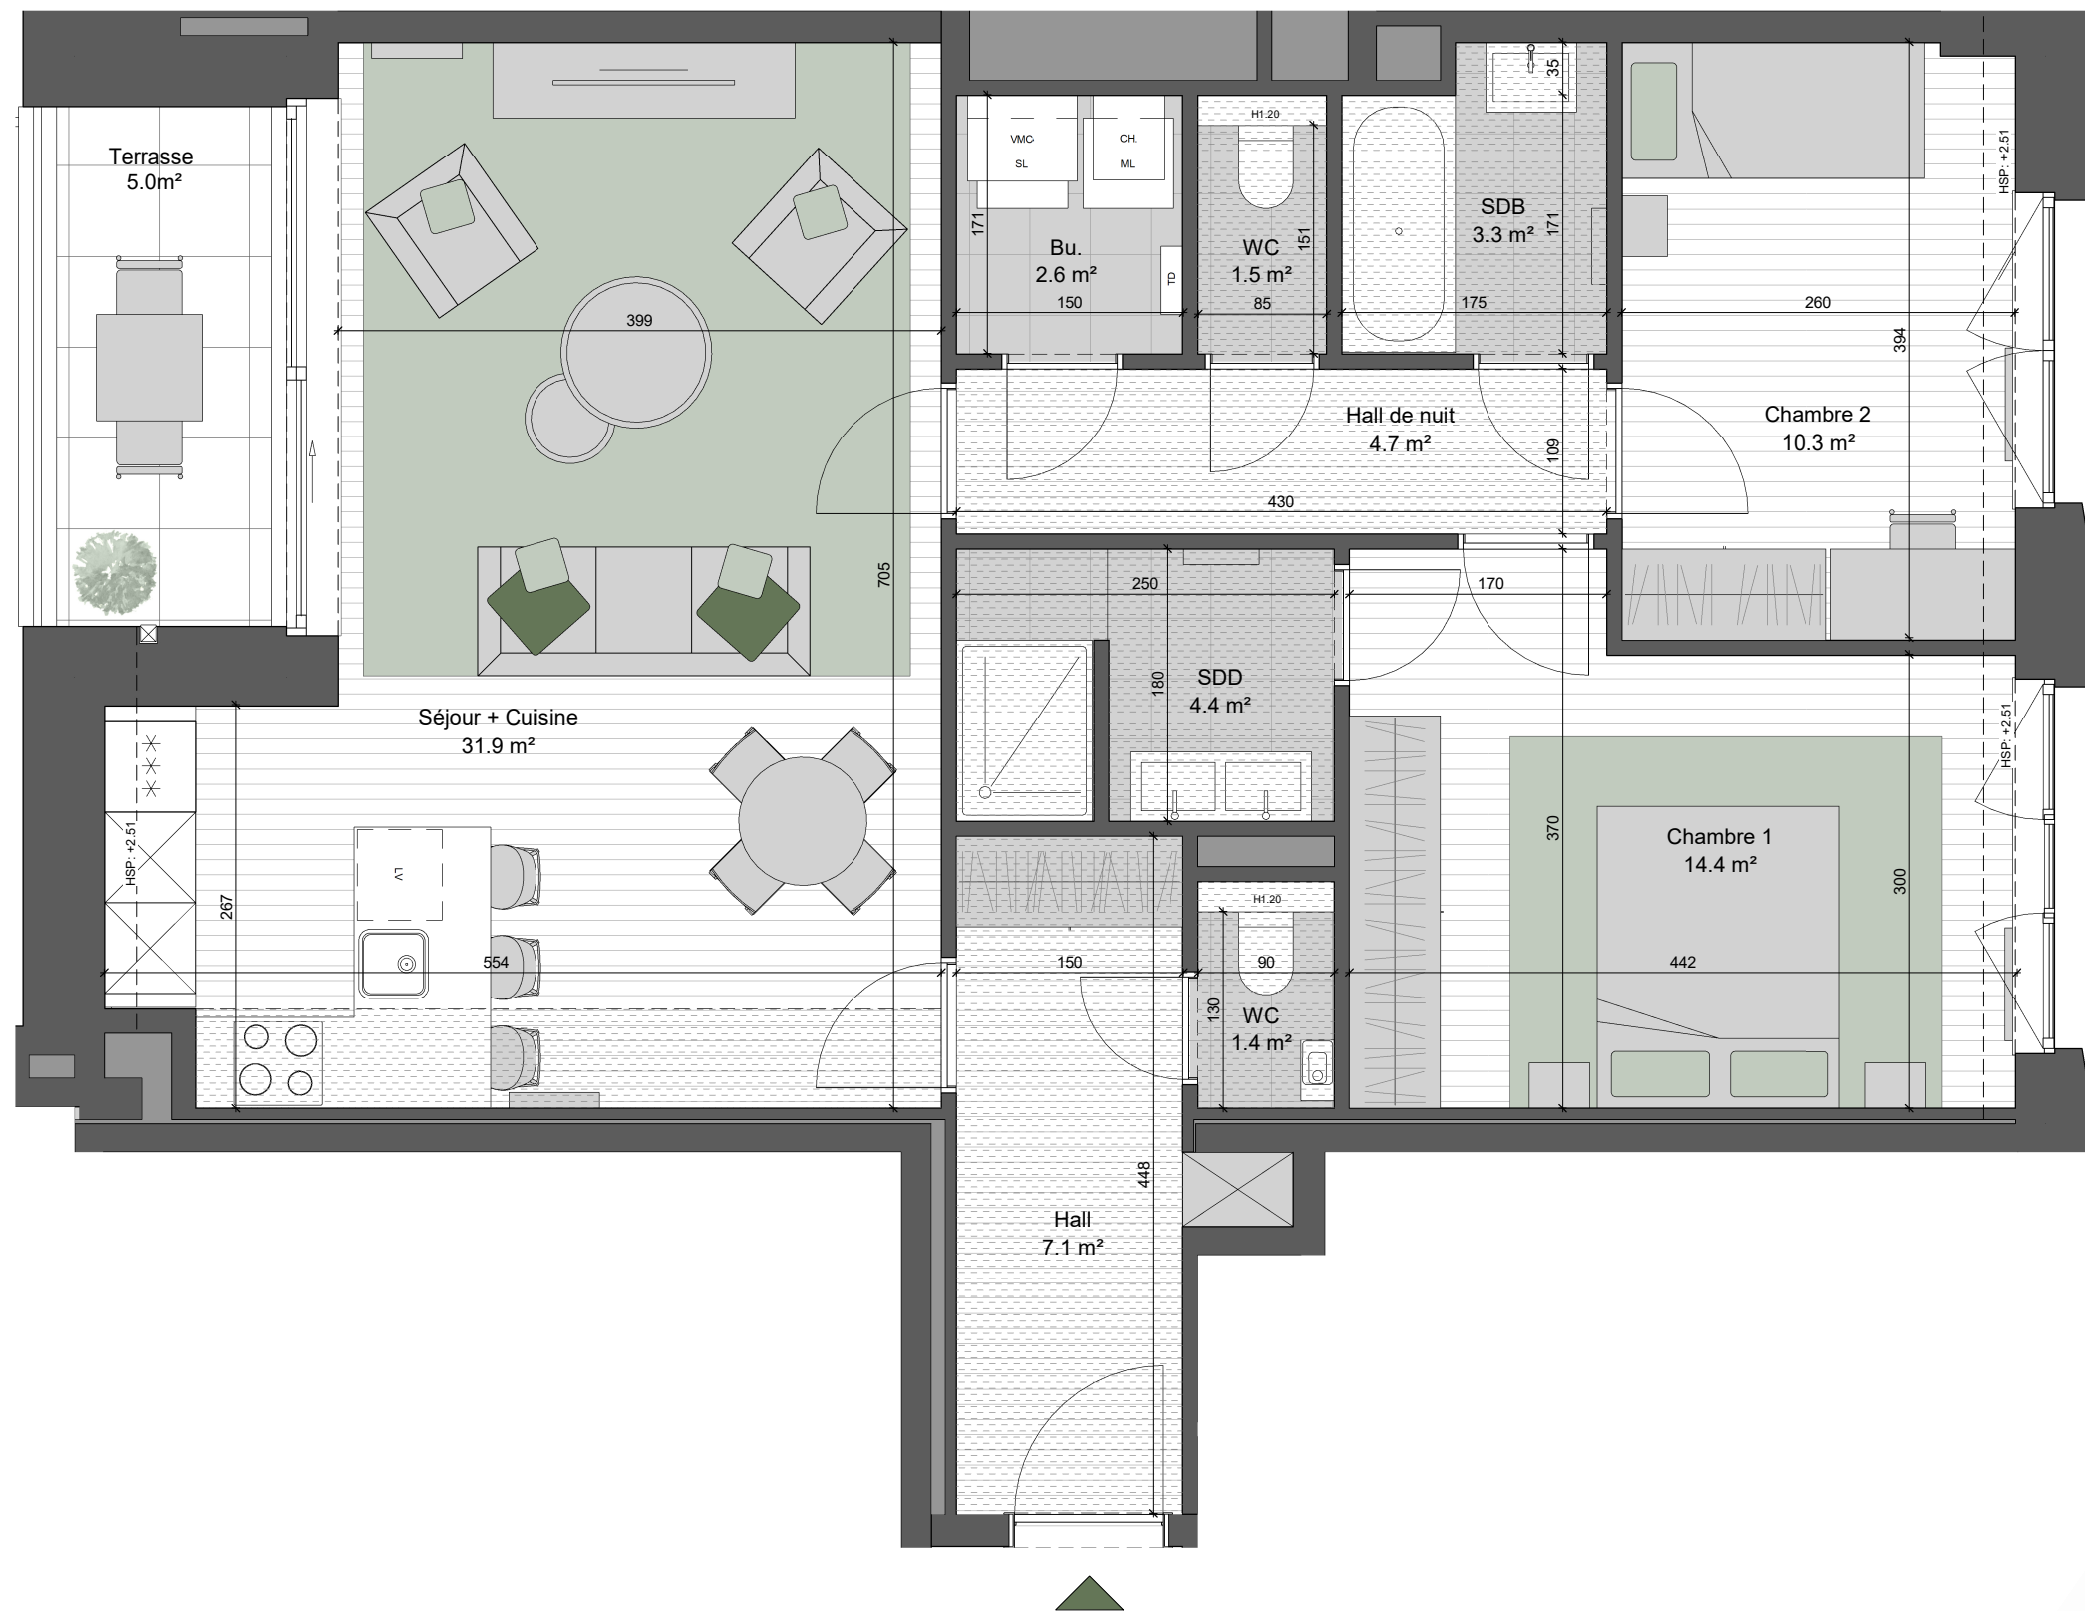 35
Terrasse
5.0m²
HSP: +2.51
H1.20
VMC
SL
CH.
ML
SDB
3.3 m²
171
171
Bu.
2.6 m²
TD
WC
1.5 m²
151
150
85
175
260
399
394
Hall de nuit
4.7 m²
109
Chambre 2
10.3 m²
430
705
250
170
SDD
4.4 m²
180
Séjour + Cuisine
31.9 m²
HSP: +2.51
370
Chambre 1
14.4 m²
HSP: +2.51
LV
267
300
H1.20
554
150
90
442
130
WC
1.4 m²
448
Hall
7.1 m²